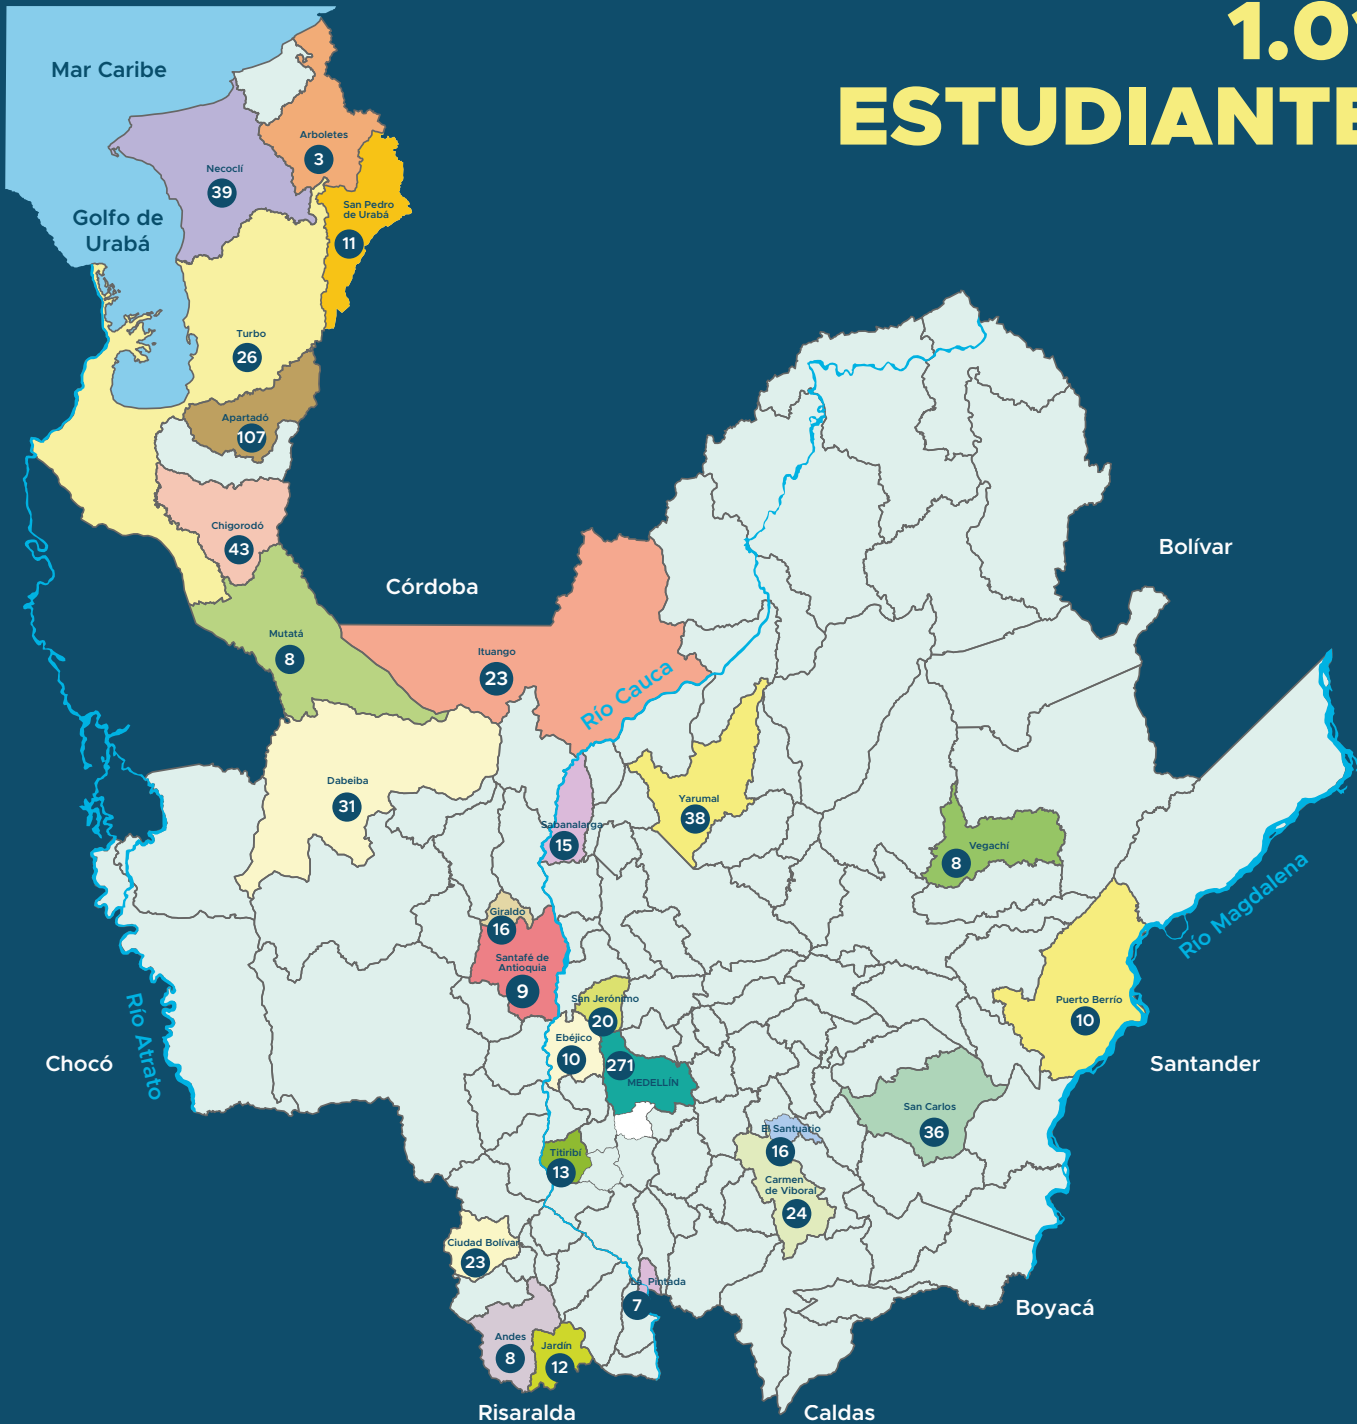 1.01
ESTUDIANTE
Mar Caribe
Arboletes
3
Necoclí
39
San Pedro
de Urabá
11
Golfo de
Urabá
Turbo
26
Apartadó
107
Chigorodó
43
Bolívar
Córdoba
Mutatá
8
Ituango
23
Río Cauca
Dabeiba
31
Sabanalarga
15
Yarumal
38
Vegachí
8
Río Magdalena
Giraldo
16
Santafé de
Antioquia
9
San Jerónimo
20
Puerto Berrío
10
Río Atrato
Ebéjico
10
271
MEDELLÍN
Chocó
Santander
San Carlos
36
El Santuario
16
Titiribí
13
Carmen
de Viboral
24
Ciudad Bolívar
23
La Pintada
7
Boyacá
Andes
8
Jardín
12
Risaralda
Caldas